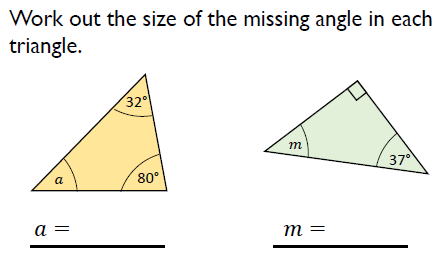 Work out the size of the missing angle in each
triangle.
32°
a
80°
m
37°
a =
m =